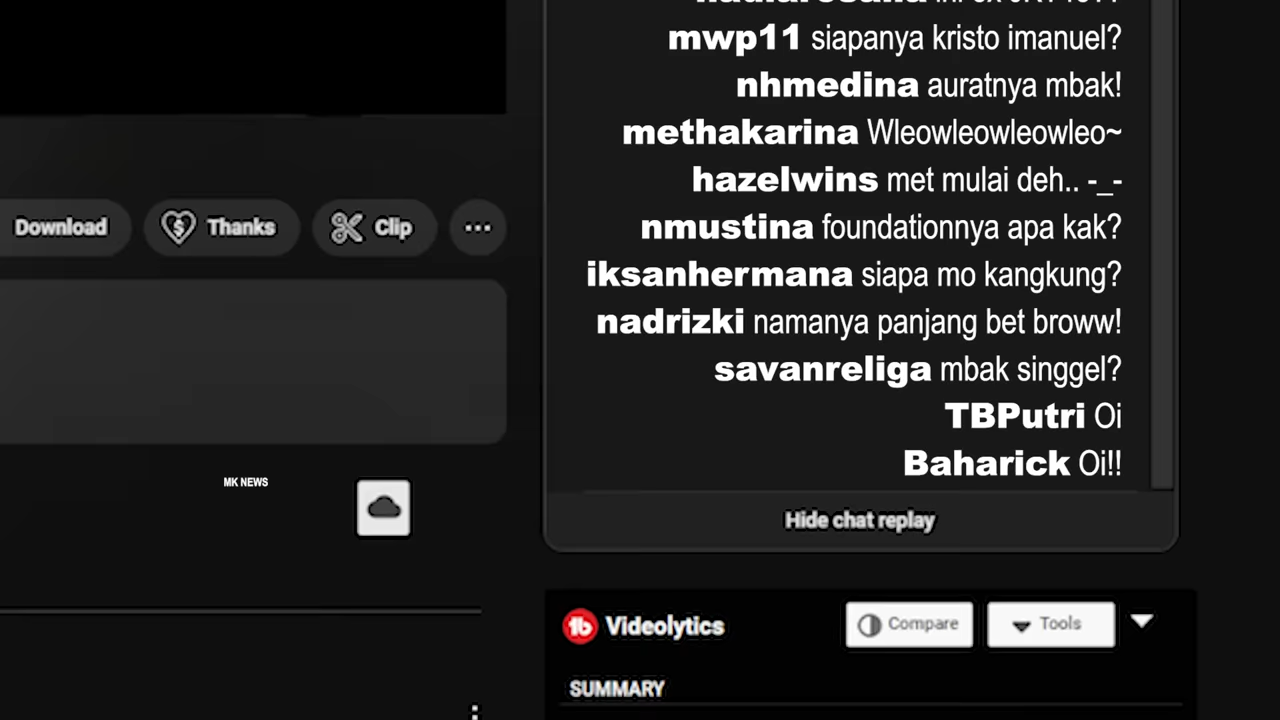 mwp11 siapanya kristo imanuel?
nhmedina auratnya mbak!
methakarina Wleowleowleowleo~
hazelwins met mulai deh.. -_-
nmustina foundationnya apa kak?
iksanhermana siapa mo kangkung?
nadrizki namanya panjang bet broww!
savanreliga mbak singgel?
TBPutri Oi
Baharick Oi!!
Hide chat replay
Download
Thanks
Clip
MK NEWS
Videolytics
Compare
Tools
SUMMARY